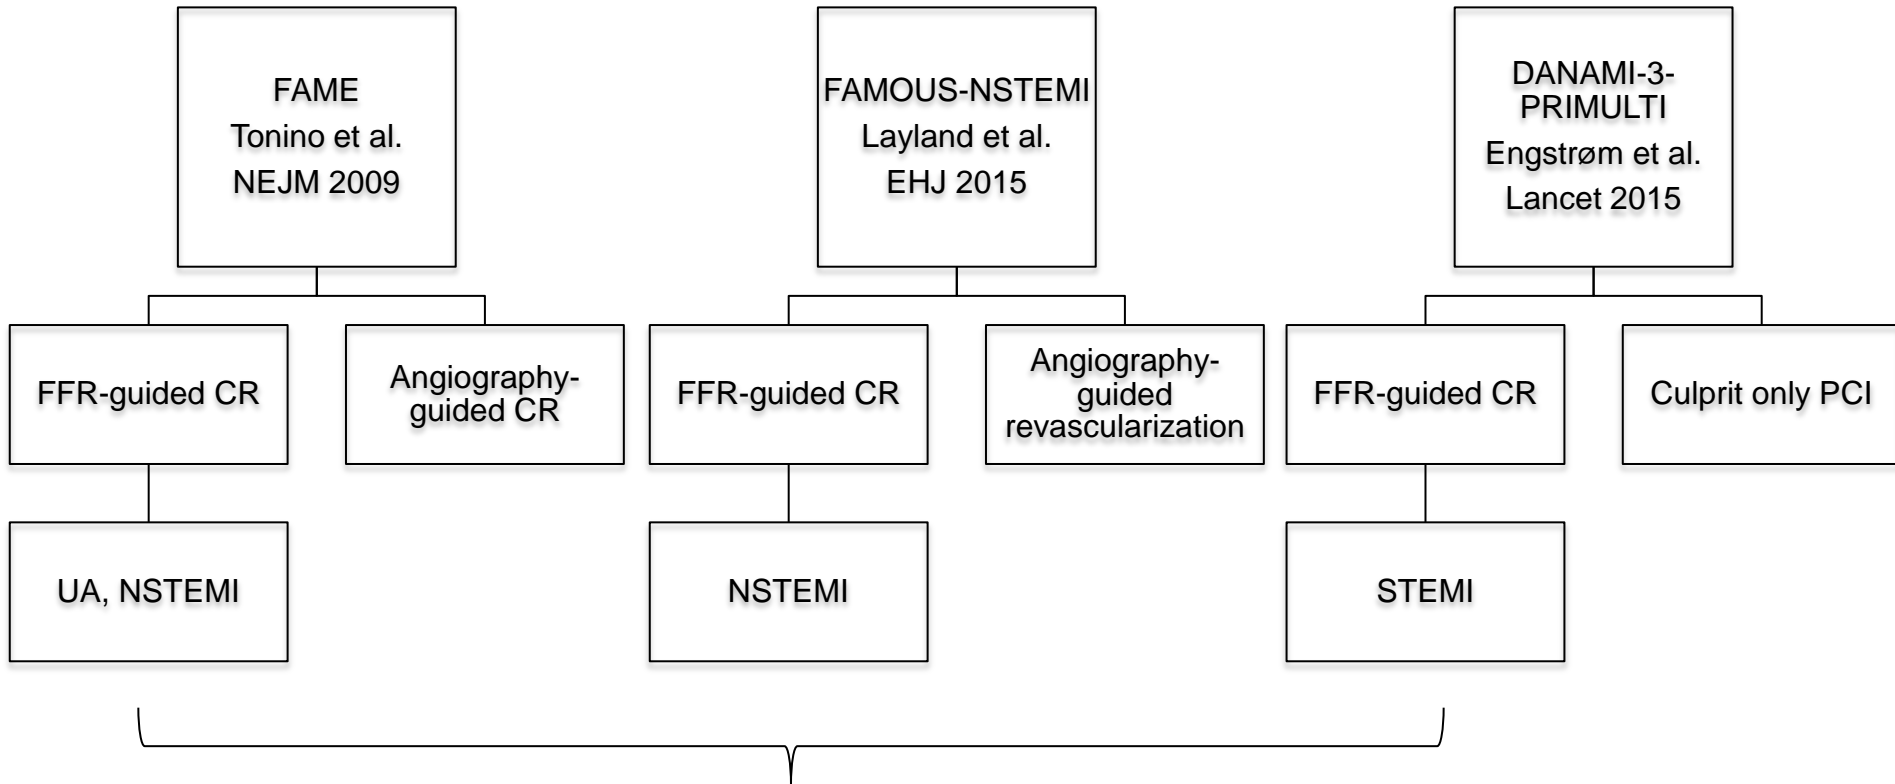 FAME
Tonino et al.
NEJM 2009
FAMOUS-NSTEMI
Layland et al.
EHJ 2015
DANAMI-3-
PRIMULTI
Engstrøm et al.
Lancet 2015
FFR-guided CR
Angiography-
guided CR
FFR-guided CR
Angiography-
guided
revascularization
FFR-guided CR
Culprit only PCI
UA, NSTEMI
NSTEMI
STEMI